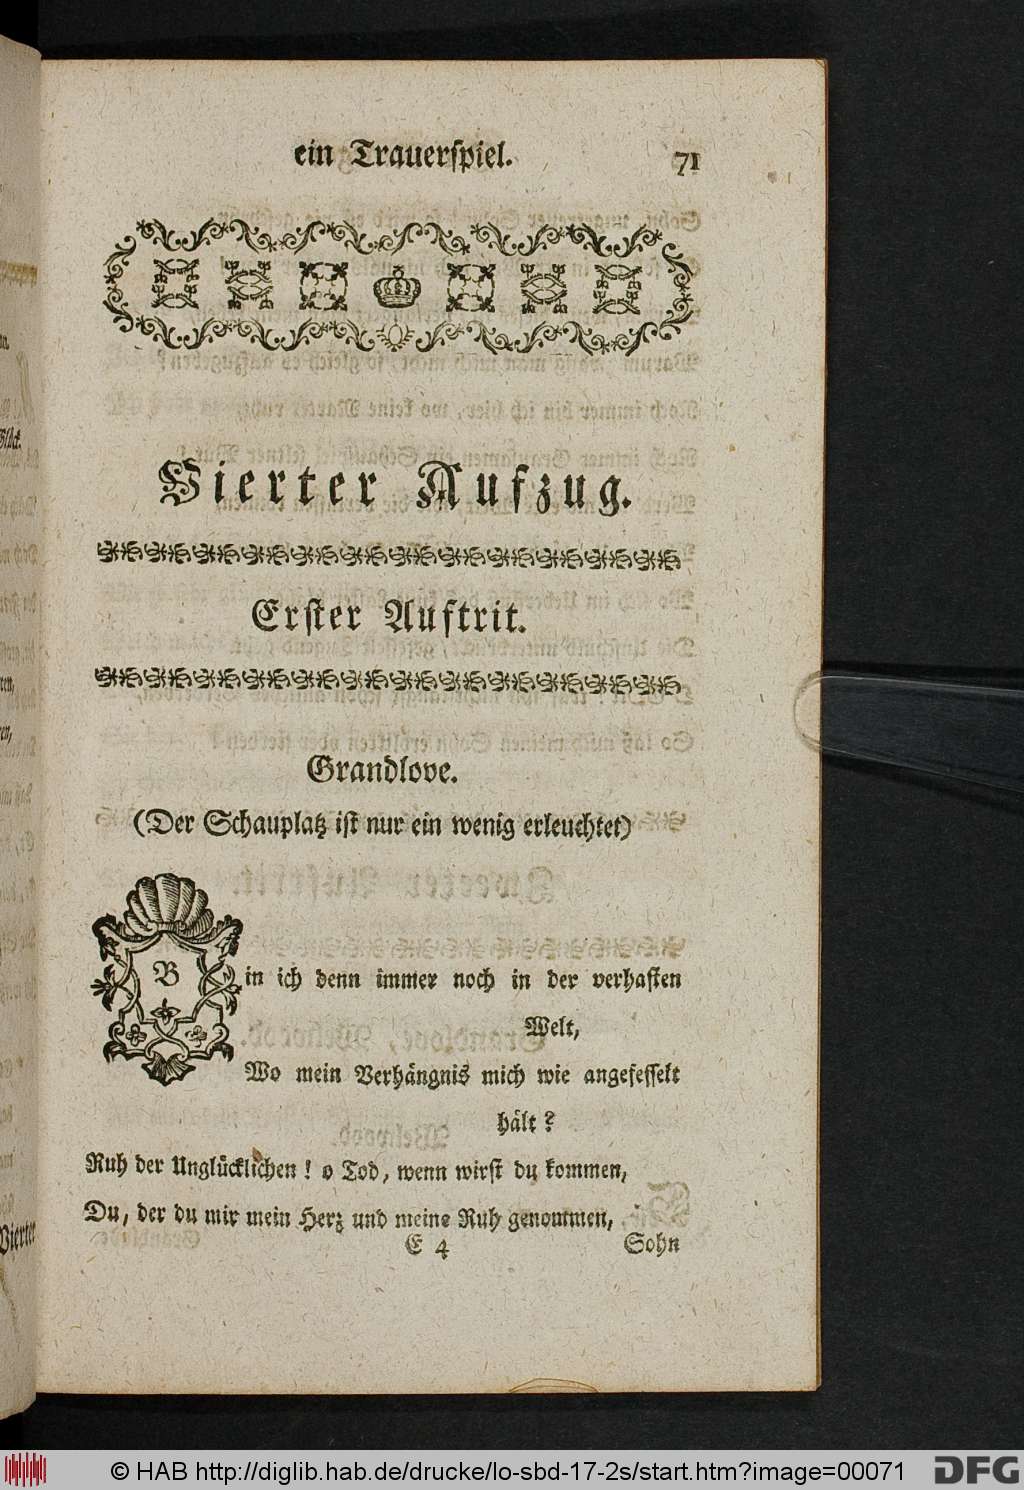 ein Trauerspiel. 71
Vierter Aufzug.
Erster Auftrit.
Grandlove.
(Der Schauplatz ist nur ein wenig erleuchtet)
Bin ich denn immer noch in der verhaßten
Welt,
Wo mein Verhängnis mich wie angefesselt
hält?
Ruh der Unglücklichen! o Tod, wenn wirst du kommen,
Du, der du mir mein Herz und meine Ruh genommen,
E 4 Sohn
Vierter
© HAB http://diglib.hab.de/drucke/lo-sbd-17-2s/start.htm?image=00071
DFG